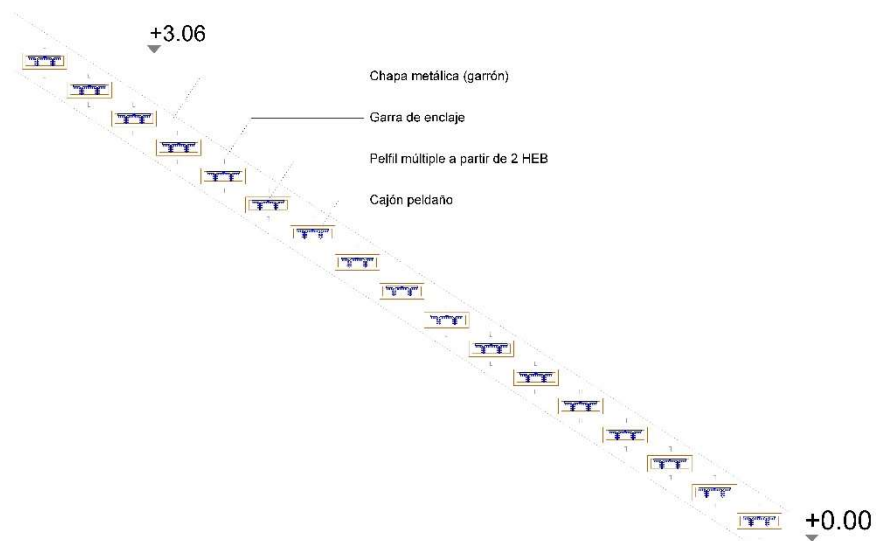 +3.06
Chapa metálica (garrón)
Garra de enclaje
Pelfil múltiple a partir de 2 HEB
Cajón peldaño
+0.00